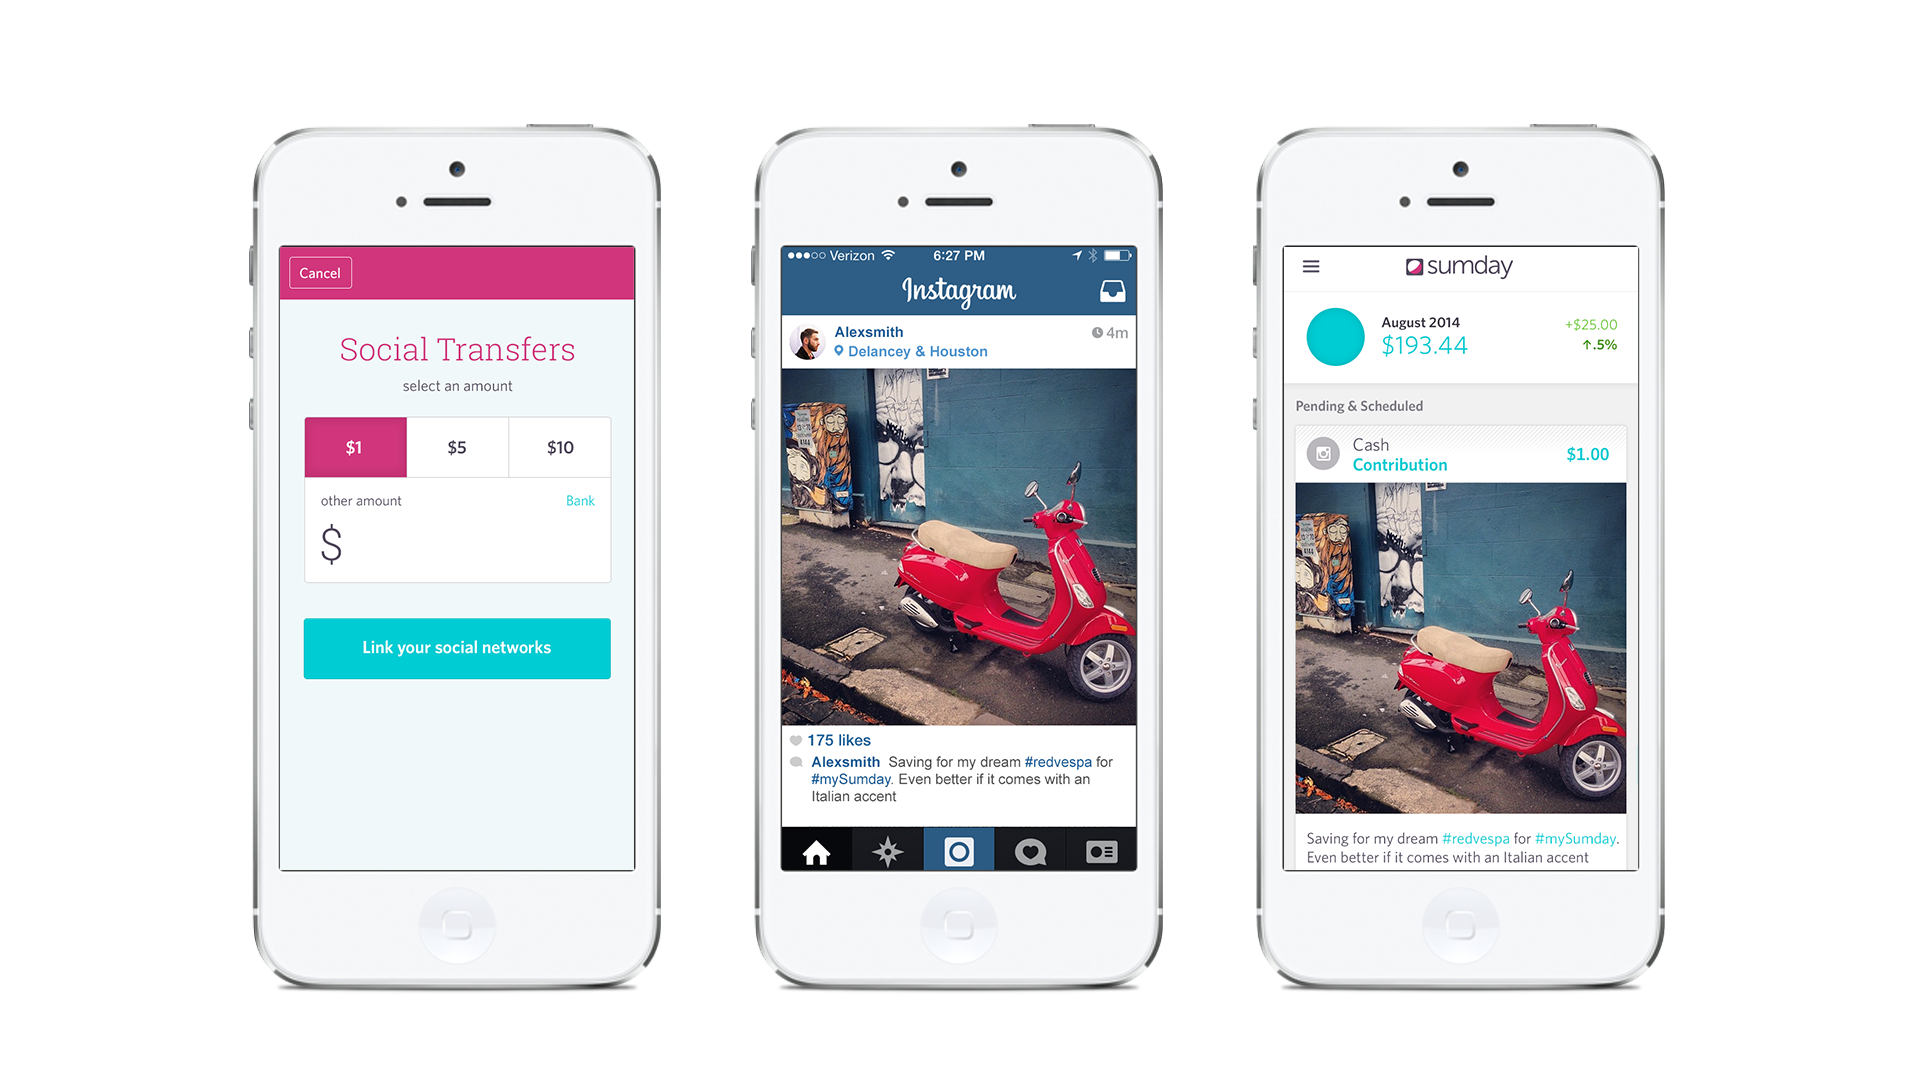 Cancel
Social Transfers
select an amount
$1 $5 $10
other amount Bank
$
Link your social networks
Verizon 6:27 PM
Instagram
Alexsmith 4m
Delancey & Houston
175 likes
Alexsmith Saving for my dream #redvespa for
#mySumday. Even better if it comes with an
Italian accent
sumday
August 2014 +$25.00
$193.44 ↑.5%
Pending & Scheduled
Cash
Contribution $1.00
Saving for my dream #redvespa for #mySumday.
Even better if it comes with an Italian accent